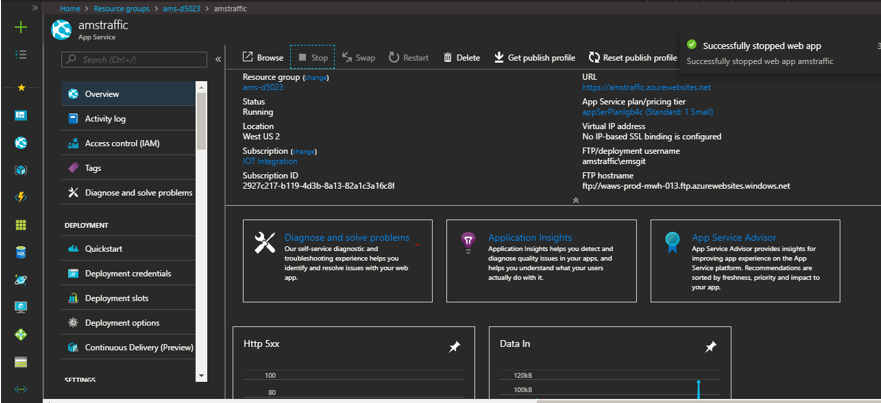 Home > Resource groups > ams-d5023 > amstraffic
amstraffic
App Service
Search (Ctrl+/)
Overview
Activity log
Access control (IAM)
Tags
Diagnose and solve problems
DEPLOYMENT
Quickstart
Deployment credentials
Deployment slots
Deployment options
Continuous Delivery (Preview)
SETTINGS
Browse Stop Swap Restart Delete Get publish profile Reset publish profile
Successfully stopped web app
Successfully stopped web app amstraffic
Resource group (change)
ams-d5023
Status
Running
Location
West US 2
Subscription (change)
IOT Integration
Subscription ID
2927c217-b119-4d3b-8a13-82a1c3a16c8f
URL
https://amstraffic.azurewebsites.net
App Service plan/pricing tier
appSerPlanlgb4c (Standard: 1 Small)
Virtual IP address
No IP-based SSL binding is configured
FTP/deployment username
amstraffic\emsgit
FTP hostname
ftp://waws-prod-mwh-013.ftp.azurewebsites.windows.net
Diagnose and solve problems
Our self-service diagnostic and
troubleshooting experience helps you
identify and resolve issues with your web
app.
Application Insights
Application Insights helps you detect and
diagnose quality issues in your apps, and
helps you understand what your users
actually do with it.
App Service Advisor
App Service Advisor provides insights for
improving app experience on the App
Service platform. Recommendations are
sorted by freshness, priority and impact to
your app.
Http 5xx
100
80
Data In
120kB
100kB